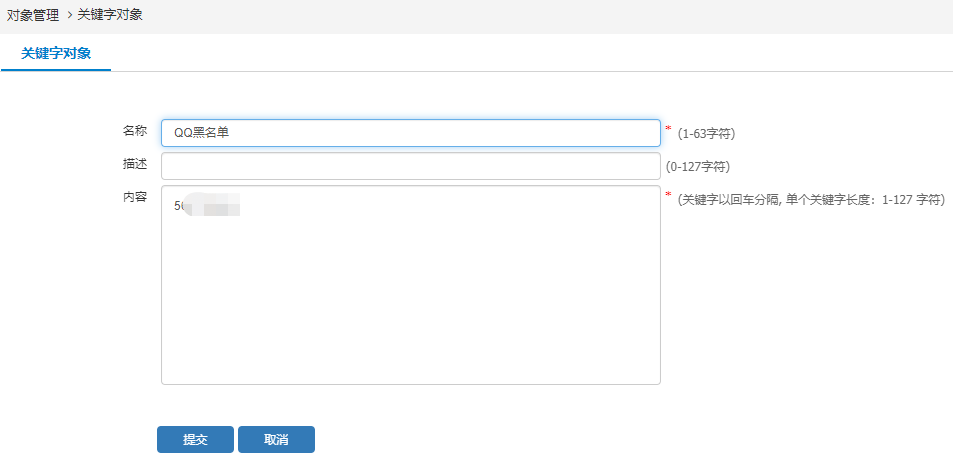 对象管理 > 关键字对象
关键字对象
名称 QQ黑名单 * (1-63字符)
描述 (0-127字符)
内容 5 * (关键字以回车分�, 单个关键字长度：1-127 字符)
提交 取消